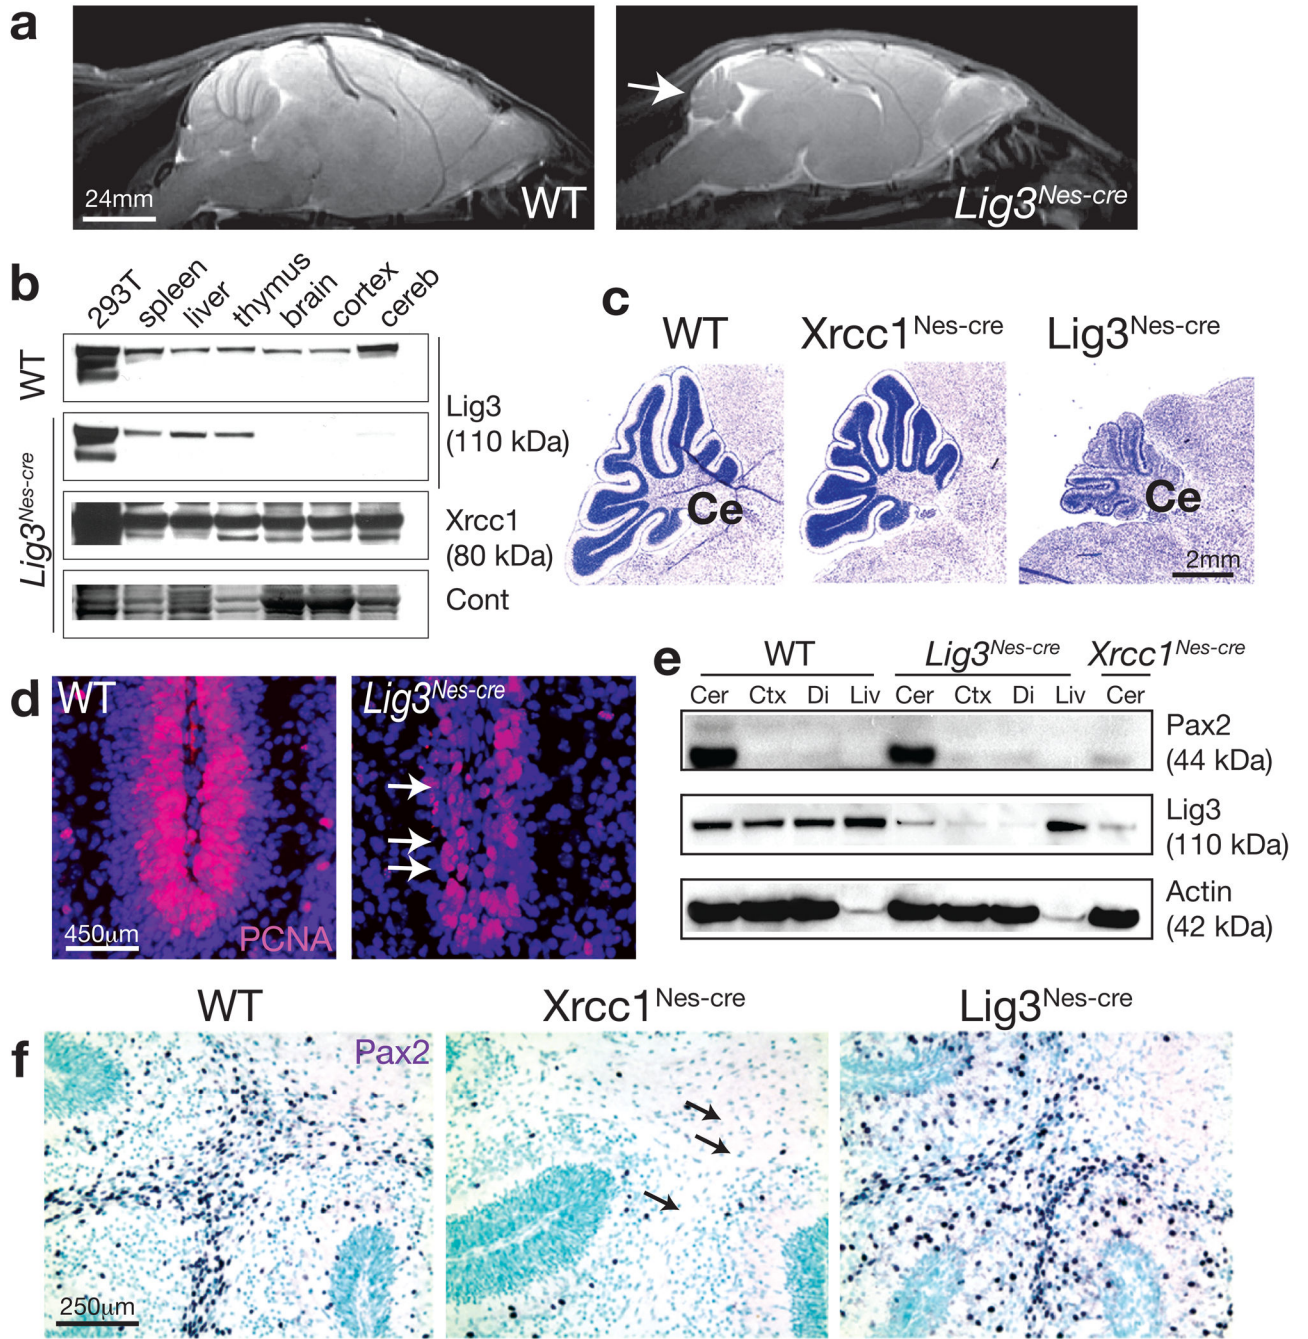 a
24mm
WT
Lig3Nes-cre
b
293T
spleen
liver
thymus
brain
cortex
cereb
WT
Lig3Nes-cre
Lig3
(110 kDa)
Xrcc1
(80 kDa)
Cont
c
WT
Xrcc1Nes-cre
Lig3Nes-cre
Ce
Ce
2mm
d
WT
Lig3Nes-cre
450µm
PCNA
e
WT
Lig3Nes-cre
Xrcc1Nes-cre
Cer Ctx Di Liv Cer Ctx Di Liv Cer
Pax2
(44 kDa)
Lig3
(110 kDa)
Actin
(42 kDa)
WT
Xrcc1Nes-cre
Lig3Nes-cre
f
Pax2
250µm